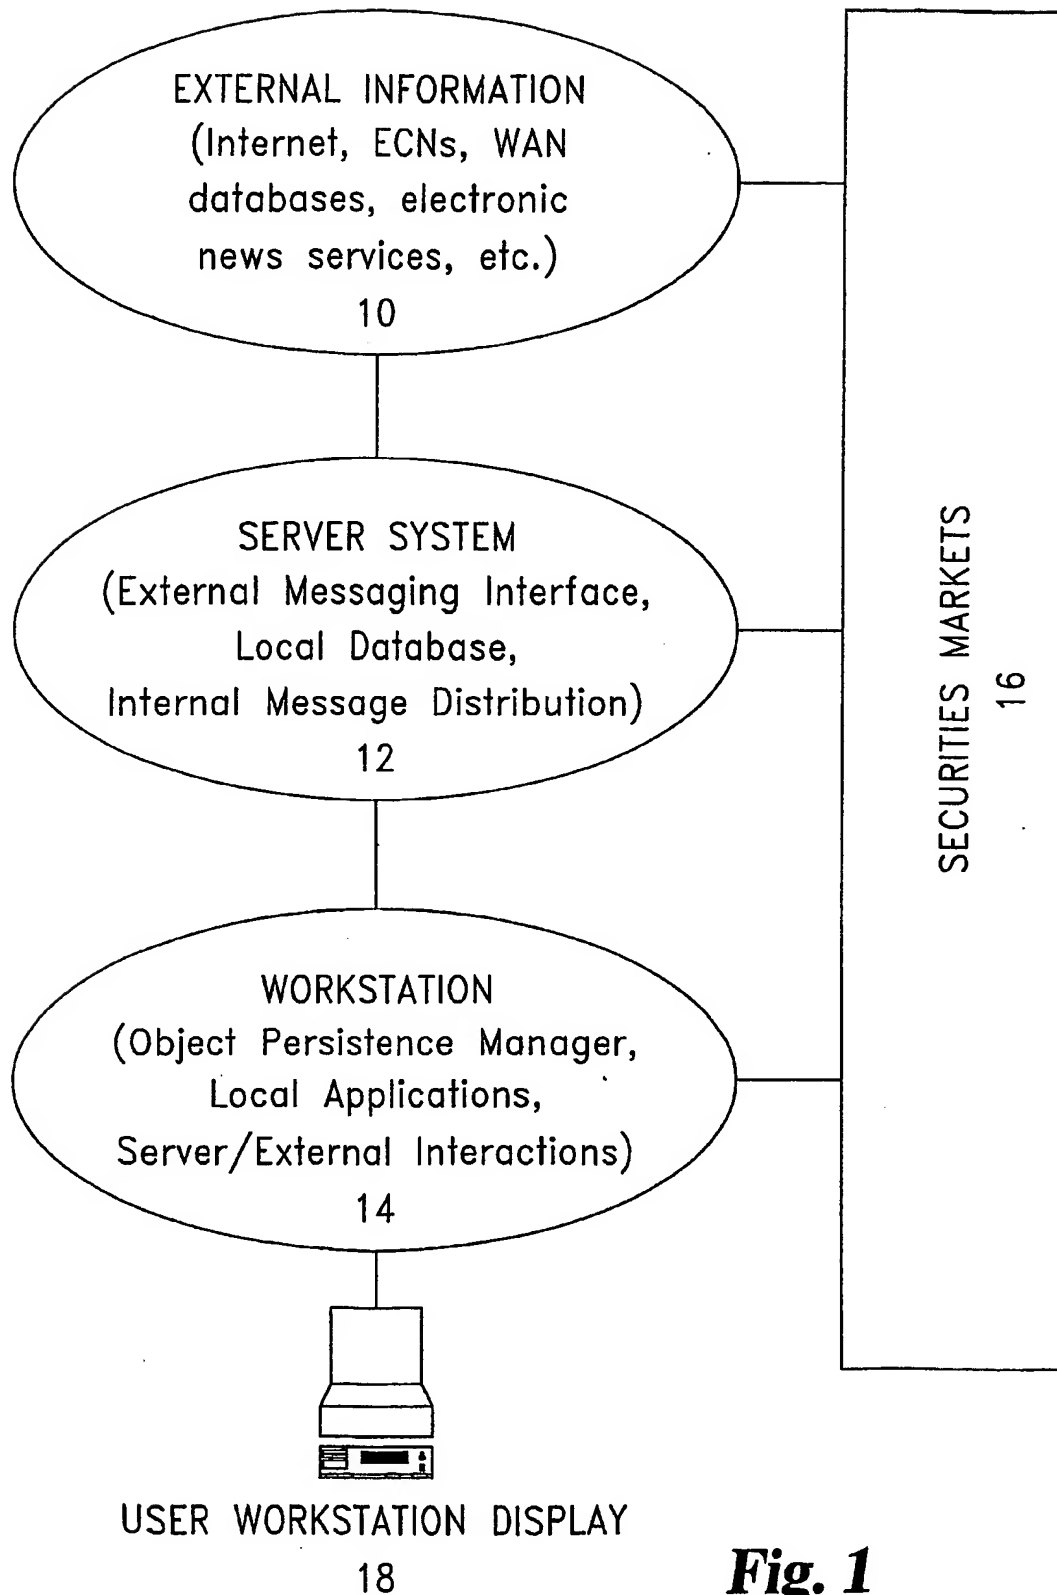 EXTERNAL INFORMATION
(Internet, ECNs, WAN
databases, electronic
news services, etc.)
10
SERVER SYSTEM
(External Messaging Interface,
Local Database,
Internal Message Distribution)
12
WORKSTATION
(Object Persistence Manager,
Local Applications,
Server/External Interactions)
14
SECURITIES MARKETS
16
USER WORKSTATION DISPLAY
18
Fig. 1